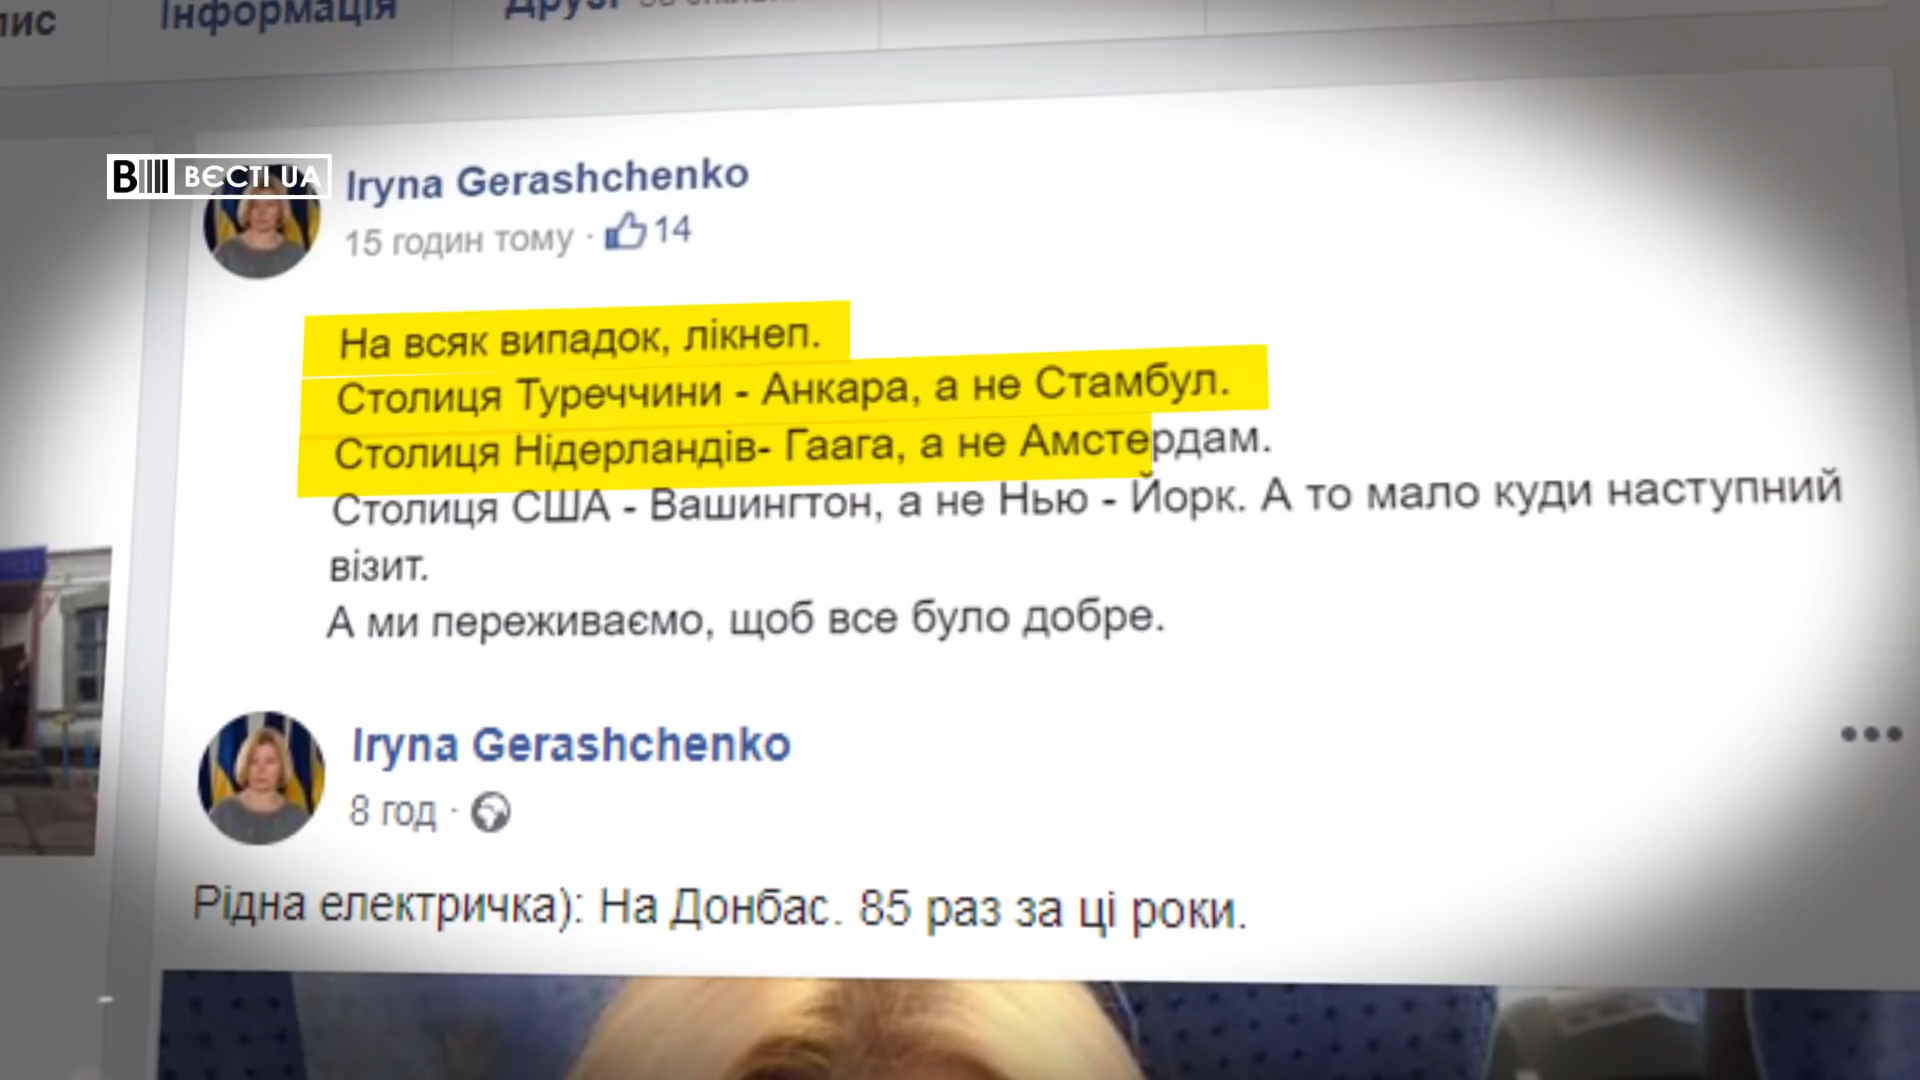 Інформація
Друзі
В ВЄСТІ UA
Iryna Gerashchenko
15 годин тому · 14
На всяк випадок, лікнеп.
Столиця Туреччини - Анкара, а не Стамбул.
Столиця Нідерландів- Гаага, а не Амстердам.
Столиця США - Вашингтон, а не Нью - Йорк. А то мало куди наступний
візит.
А ми переживаємо, щоб все було добре.
Iryna Gerashchenko
8 год ·
Рідна електричка): На Донбас. 85 раз за ці роки.